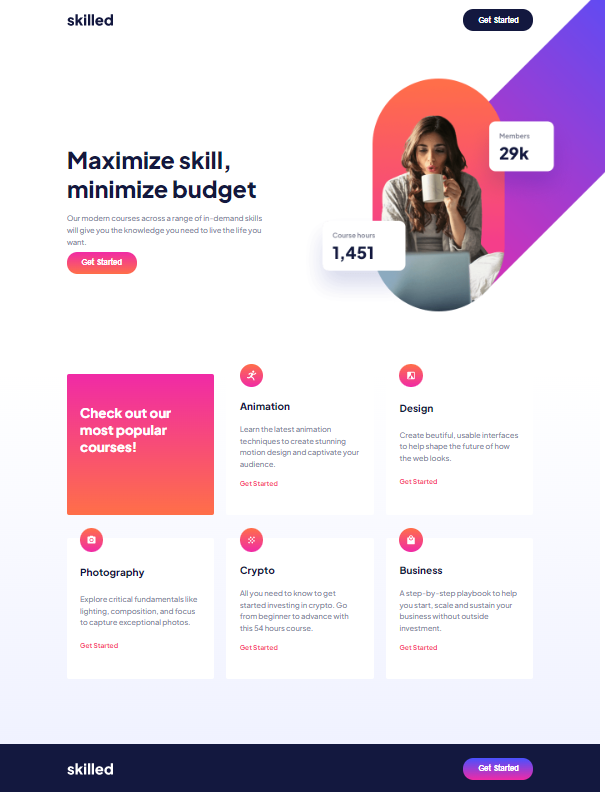 skilled
Get Started
Maximize skill,
minimize budget
Our modern courses across a range of in-demand skills
will give you the knowledge you need to live the life you
want.
Get Started
Members
29k
Course hours
1,451
Check out our
most popular
courses!
Animation
Learn the latest animation
techniques to create stunning
motion design and captivate your
audience.
Get Started
Design
Create beutiful, usable interfaces
to help shape the future of how
the web looks.
Get Started
Photography
Explore critical fundamentals like
lighting, composition, and focus
to capture exceptional photos.
Get Started
Crypto
All you need to know to get
started investing in crypto. Go
from beginner to advance with
this 54 hours course.
Get Started
Business
A step-by-step playbook to help
you start, scale and sustain your
business without outside
investment.
Get Started
skilled
Get Started